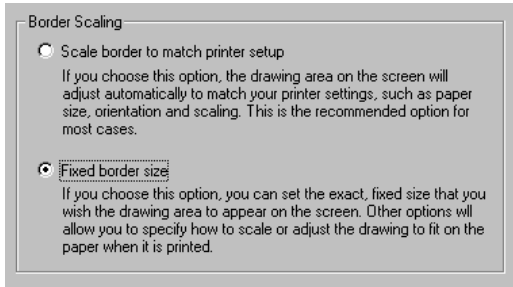 Border Scaling
Scale border to match printer setup
If you choose this option, the drawing area on the screen will
adjust automatically to match your printer settings, such as paper
size, orientation and scaling. This is the recommended option for
most cases.
Fixed border size
If you choose this option, you can set the exact, fixed size that you
wish the drawing area to appear on the screen. Other options will
allow you to specify how to scale or adjust the drawing to fit on the
paper when it is printed.